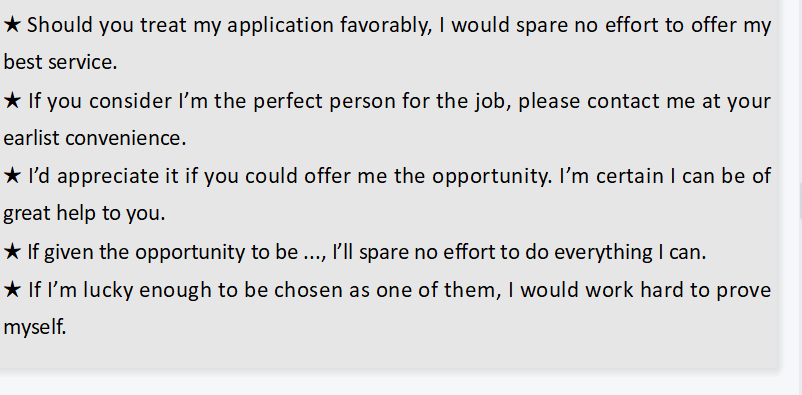 ★ Should you treat my application favorably, I would spare no effort to offer my
best service.
★ If you consider I’m the perfect person for the job, please contact me at your
earlist convenience.
★ I’d appreciate it if you could offer me the opportunity. I’m certain I can be of
great help to you.
★ If given the opportunity to be ..., I’ll spare no effort to do everything I can.
★ If I’m lucky enough to be chosen as one of them, I would work hard to prove
myself.